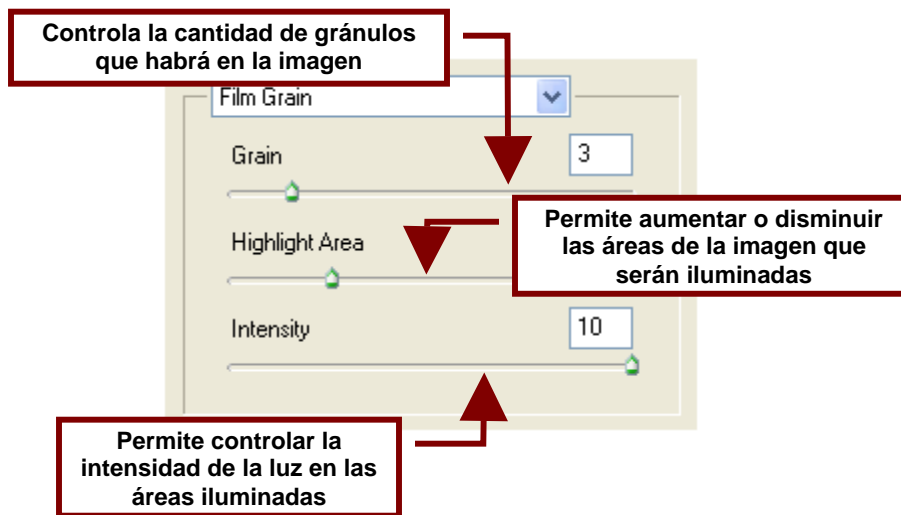 Controla la cantidad de gránulos
que habrá en la imagen
Film Grain
Grain
3
Permite aumentar o disminuir
las áreas de la imagen que
serán iluminadas
Highlight Area
Intensity
10
Permite controlar la
intensidad de la luz en las
áreas iluminadas